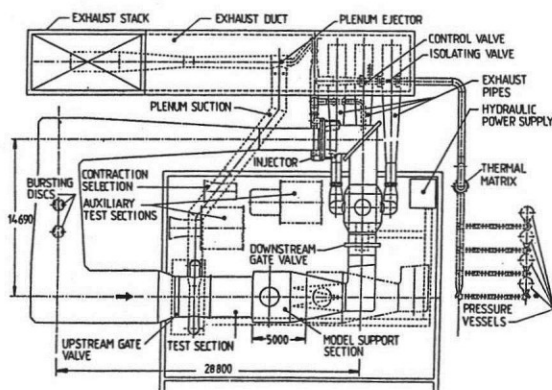 EXHAUST STACK
EXHAUST DUCT
PLENUM EJECTOR
CONTROL VALVE
ISOLATING VALVE
EXHAUST
PIPES
HYDRAULIC
POWER SUPPLY
PLENUM SUCTION
INJECTOR
THERMAL
MATRIX
BURSTING
DISCS
14690
CONTRACTION
SELECTION
AUXILIARY
TEST SECTIONS
DOWNSTREAM
GATE VALVE
UPSTREAM GATE
VALVE
TEST SECTION
5000
MODEL SUPPORT
SECTION
PRESSURE
VESSELS
28800